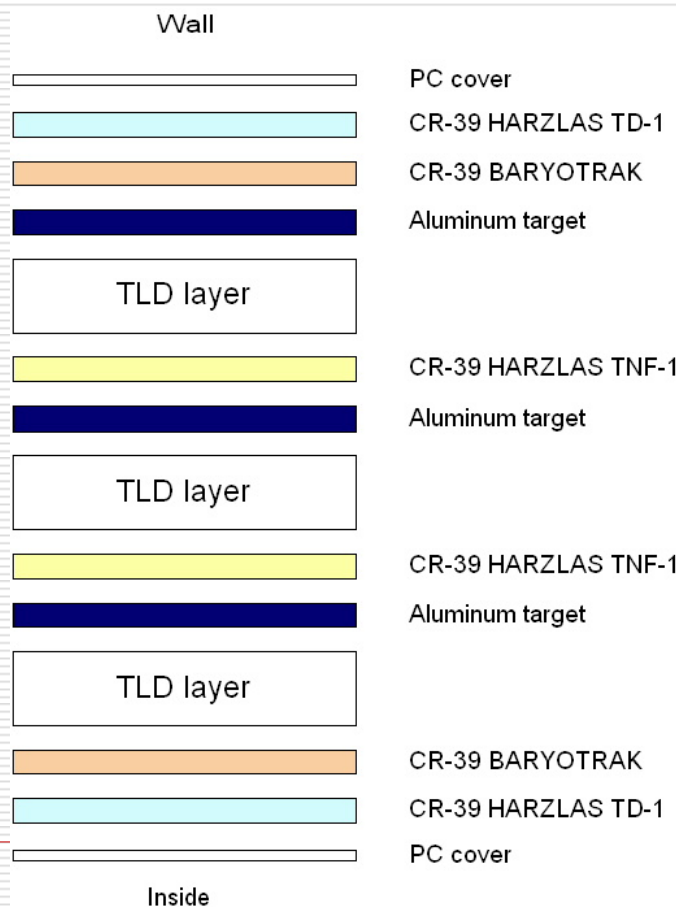 Wall
PC cover
CR-39 HARZLAS TD-1
CR-39 BARYOTRAK
Aluminum target
TLD layer
CR-39 HARZLAS TNF-1
Aluminum target
TLD layer
CR-39 HARZLAS TNF-1
Aluminum target
TLD layer
CR-39 BARYOTRAK
CR-39 HARZLAS TD-1
PC cover
Inside